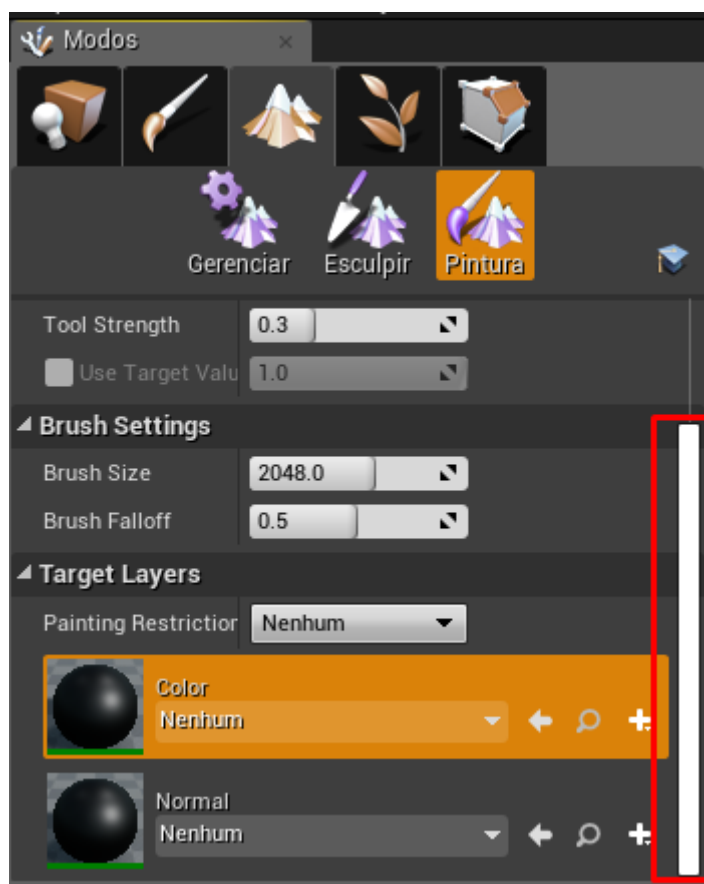 Modos
Gerenciar Esculpir Pintura
Tool Strength 0.3
Use Target Valu 1.0
Brush Settings
Brush Size 2048.0
Brush Falloff 0.5
Target Layers
Painting Restriction Nenhum
Color
Nenhum
Normal
Nenhum